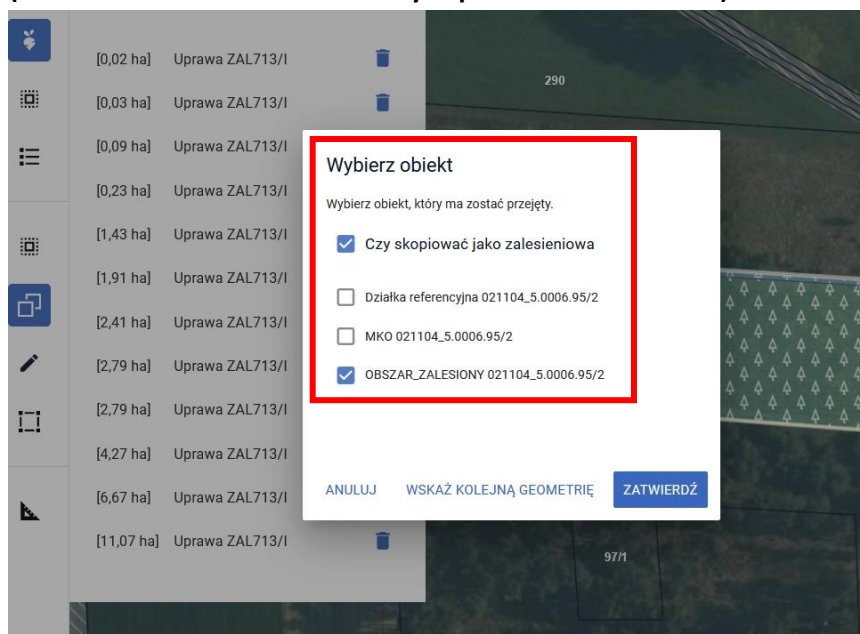 [0,02 ha] Uprawa ZAL713/I
290
[0,03 ha] Uprawa ZAL713/I
[0,09 ha] Uprawa ZAL713/I
Wybierz obiekt
[0,23 ha] Uprawa ZAL713/I
Wybierz obiekt, który ma zostać przejęty.
[1,43 ha] Uprawa ZAL713/I
Czy skopiować jako zalesieniowa
[1,91 ha] Uprawa ZAL713/I
Działka referencyjna 021104_5.0006.95/2
[2,41 ha] Uprawa ZAL713/I
MKO 021104_5.0006.95/2
[2,79 ha] Uprawa ZAL713/I
OBSZAR_ZALESIONY 021104_5.0006.95/2
[2,79 ha] Uprawa ZAL713/I
[4,27 ha] Uprawa ZAL713/I
[6,67 ha] Uprawa ZAL713/I
ANULUJ WSKAŻ KOLEJNĄ GEOMETRIĘ ZATWIERDŹ
[11,07 ha] Uprawa ZAL713/I
97/1